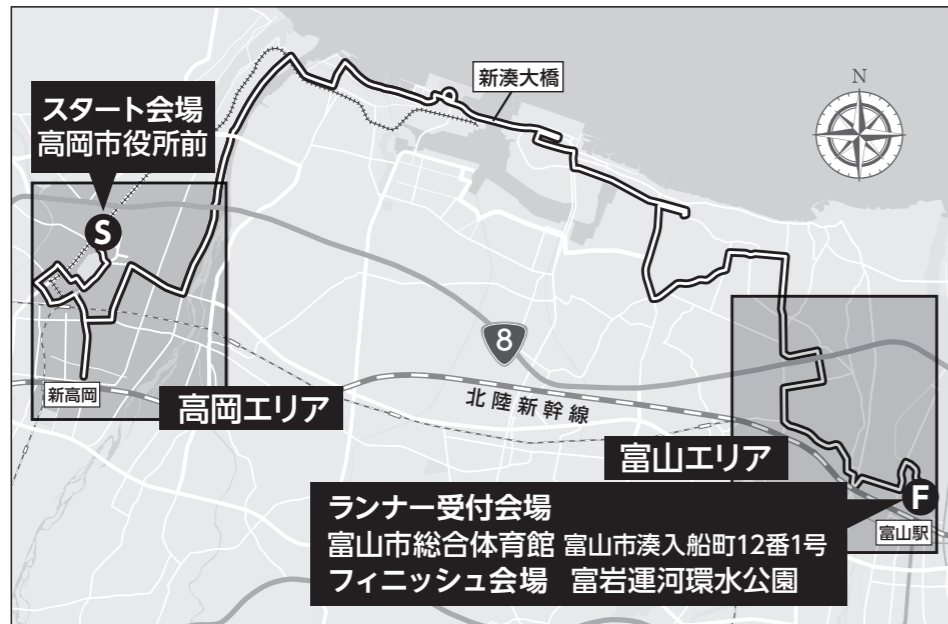 スタート会場
高岡市役所前
S
新湊大橋
N
8
新高岡
高岡エリア
北陸新幹線
富山エリア
ランナー受付会場
富山市総合体育館 富山市湊入船町12番1号
フィニッシュ会場 富岩運河環水公園
F
富山駅